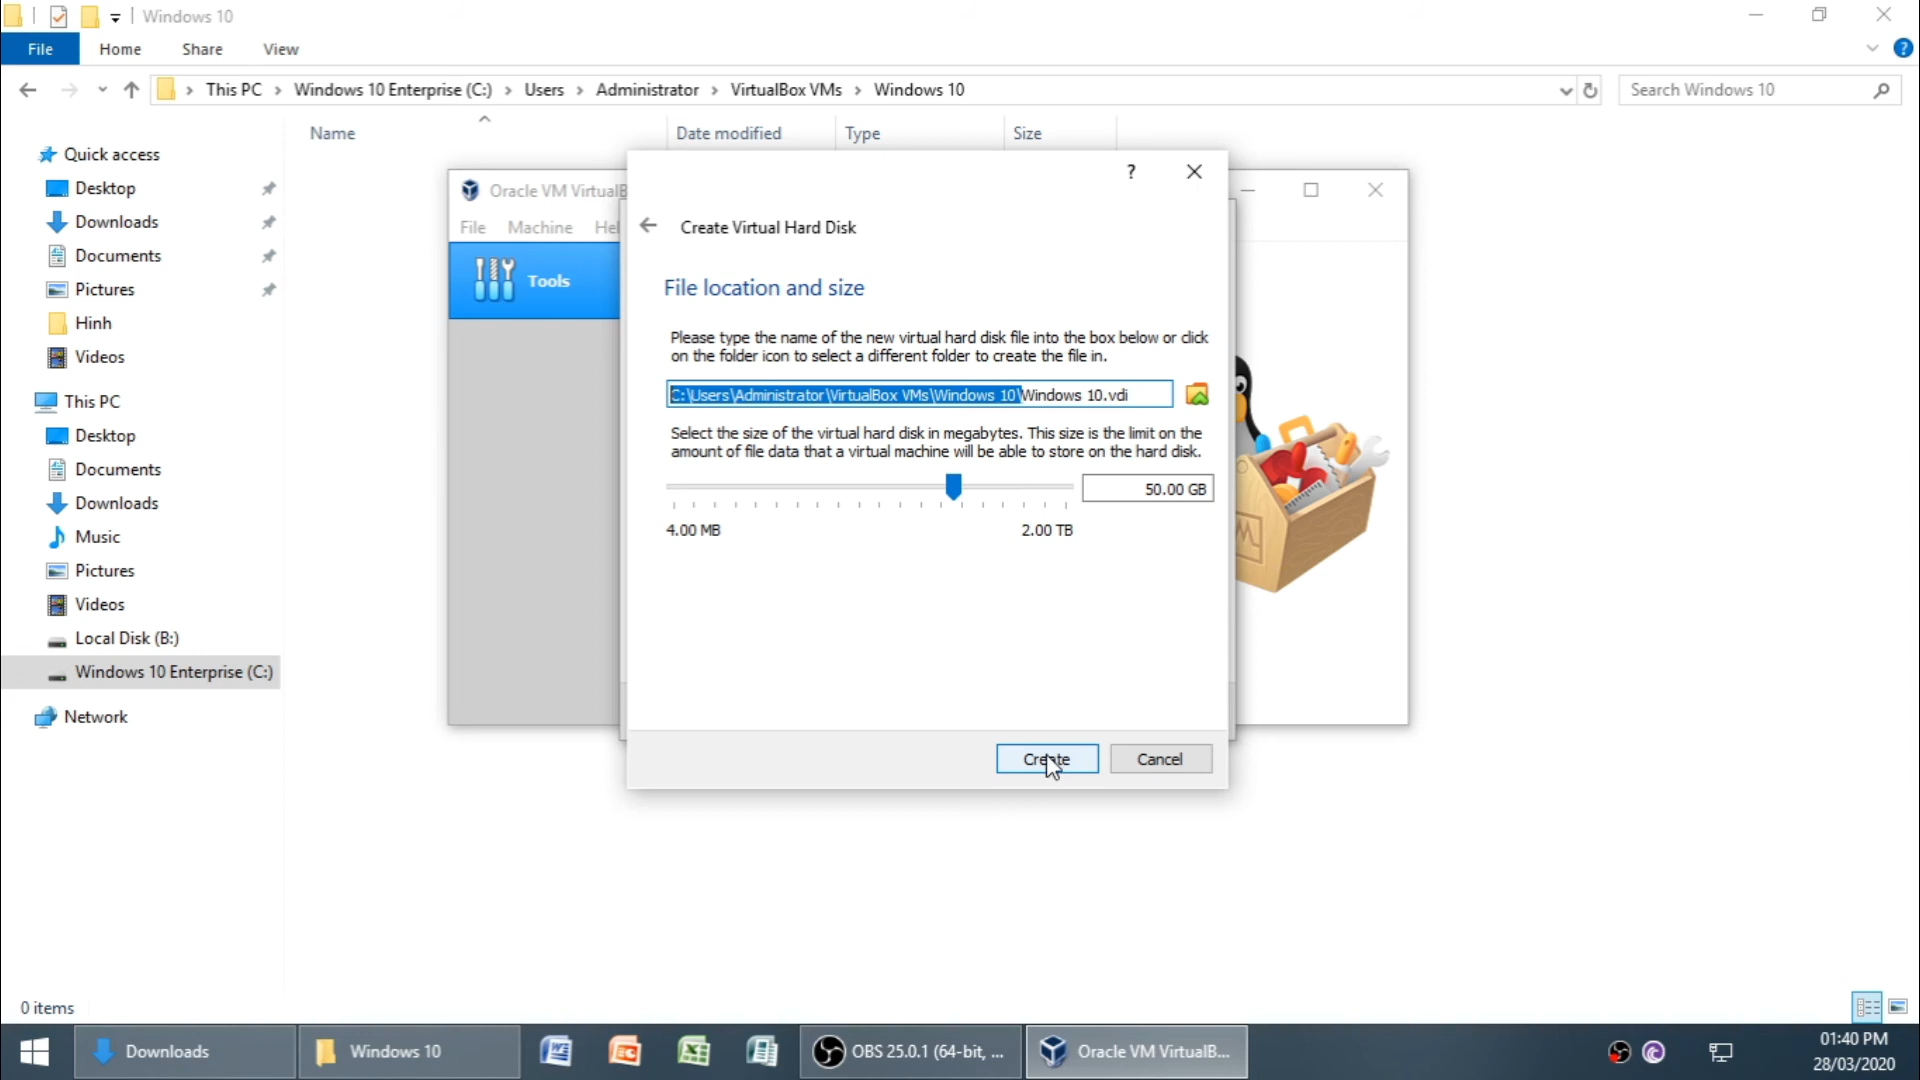 Windows 10
File
Home
Share
View
This PC
Windows 10 Enterprise (C:)
Users
Administrator
VirtualBox VMs
Windows 10
Search Windows 10
Name
Date modified
Type
Size
Quick access
Desktop
Downloads
Documents
Pictures
Hinh
Videos
This PC
Desktop
Documents
Downloads
Music
Pictures
Videos
Local Disk (B:)
Windows 10 Enterprise (C:)
Network
Oracle VM VirtualB
File
Machine
Hel
Tools
?
Create Virtual Hard Disk
File location and size
Please type the name of the new virtual hard disk file into the box below or click
on the folder icon to select a different folder to create the file in.
C:\Users\Administrator\VirtualBox VMs\Windows 10\Windows 10.vdi
Select the size of the virtual hard disk in megabytes. This size is the limit on the
amount of file data that a virtual machine will be able to store on the hard disk.
50.00 GB
4.00 MB
2.00 TB
Create
Cancel
0 items
Downloads
Windows 10
OBS 25.0.1 (64-bit, ...
Oracle VM VirtualB...
01:40 PM
28/03/2020